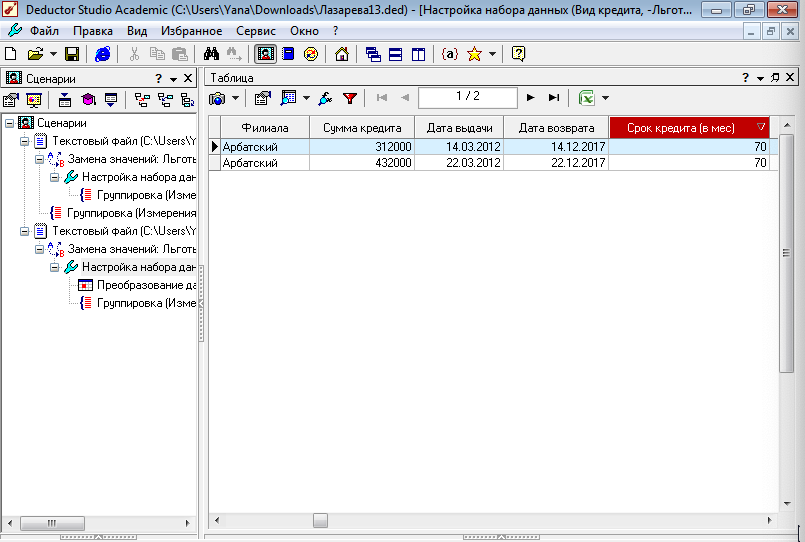 Deductor Studio Academic (C:\Users\Yana\Downloads\Лазарева13.ded) - [Настройка набора данных (Вид кредита, -Льгот...
Файл Правка Вид Избранное Сервис Окно ?
Сценарии ?
Таблица ?
1 / 2
Сценарии
Текстовый файл (C:\Users\Y
Замена значений: Льготь
Настройка набора дан
Группировка (Изме
Группировка (Измерения
Текстовый файл (C:\Users\Y
Замена значений: Льготь
Настройка набора дан
Преобразование да
Группировка (Изме
Филиала Сумма кредита Дата выдачи Дата возврата Срок кредита (в мес)
Арбатский 312000 14.03.2012 14.12.2017 70
Арбатский 432000 22.03.2012 22.12.2017 70